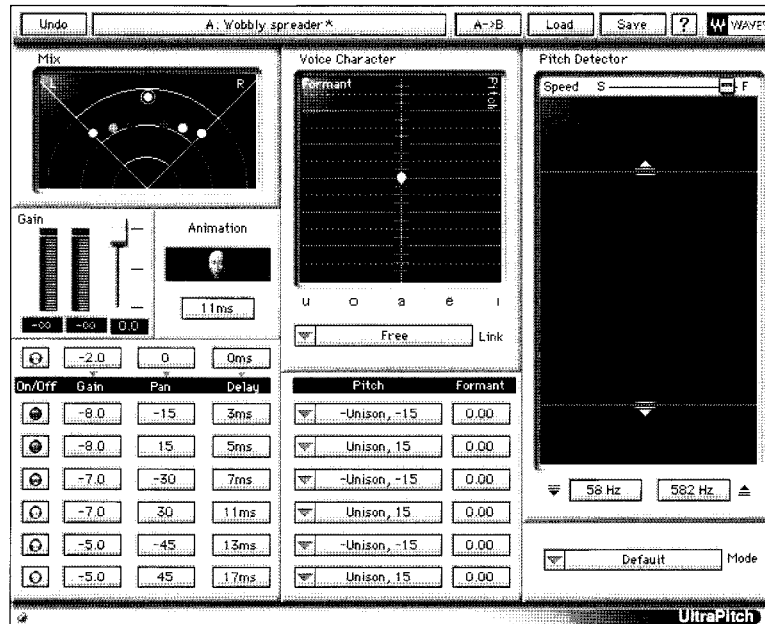 Undo A: Wobbly spreader* A->B Load Save ? WAVES
Mix Voice Character Pitch Detector
L R
Formant Pitch
Speed S F
Gain
Animation
11ms
-∞ -∞ 0.0
u o a e i
Free Link
-2.0 0 0ms
On/Off Gain Pan Delay Pitch Formant
-8.0 -15 3ms -Unison, -15 0.00
-8.0 15 5ms Unison, 15 0.00
-7.0 -30 7ms -Unison, -15 0.00
-7.0 30 11ms Unison, 15 0.00
-5.0 -45 13ms -Unison, -15 0.00
-5.0 45 17ms Unison, 15 0.00
58 Hz 582 Hz
Default Mode
UltraPitch